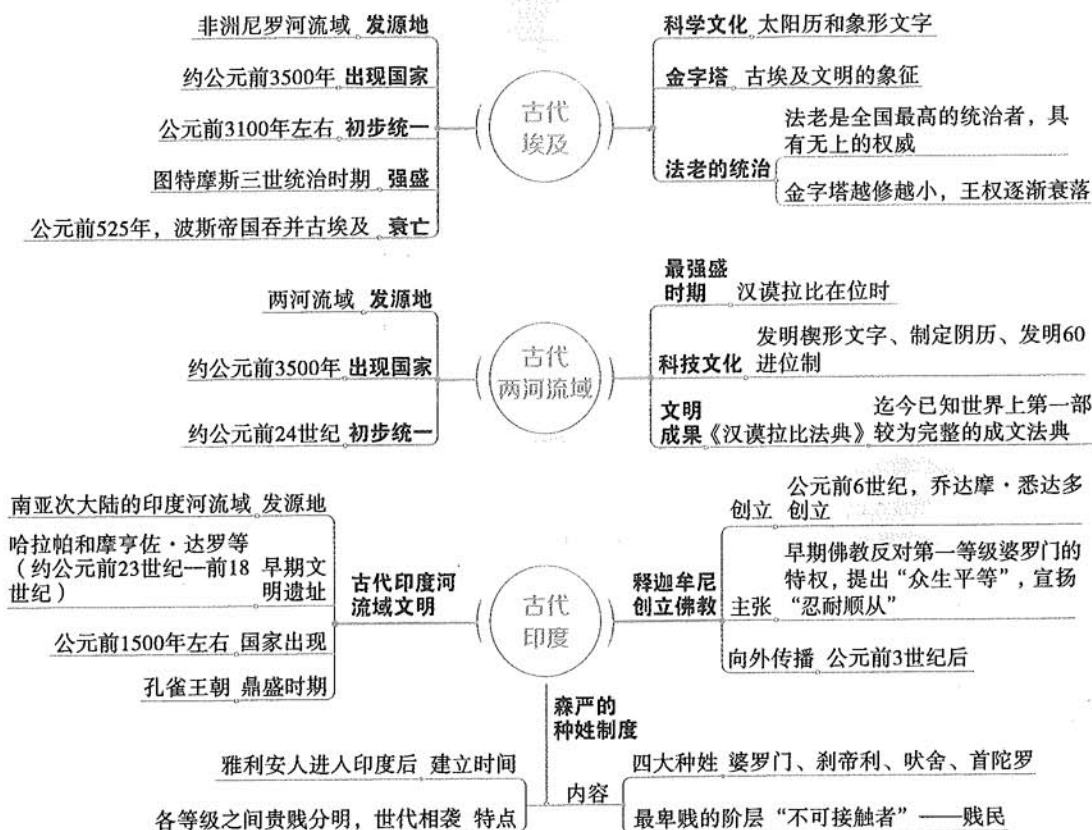 非洲尼罗河流域 发源地
约公元前3500年 出现国家
公元前3100年左右 初步统一
图特摩斯三世统治时期 强盛
公元前525年，波斯帝国吞并古埃及 衰亡
古代
埃及
科学文化 太阳历和象形文字
金字塔 古埃及文明的象征
法老的统治
法老是全国最高的统治者，具
有无上的权威
金字塔越修越小，王权逐渐衰落
两河流域 发源地
约公元前3500年 出现国家
约公元前24世纪 初步统一
古代
两河流域
最强盛
时期 汉谟拉比在位时
科技文化
发明楔形文字、制定阴历、发明60
进位制
文明
成果《汉谟拉比法典》
迄今已知世界上第一部
较为完整的成文法典
南亚次大陆的印度河流域 发源地
哈拉帕和摩亨佐·达罗等
（约公元前23世纪—前18
世纪）
早期文
明遗址
公元前1500年左右 国家出现
孔雀王朝 鼎盛时期
古代印度河
流域文明
古代
印度
释迦牟尼
创立佛教
创立
公元前6世纪，乔达摩·悉达多
创立
主张
早期佛教反对第一等级婆罗门的
特权，提出“众生平等”，宣扬
“忍耐顺从”
向外传播 公元前3世纪后
森严的
种姓制度
雅利安人进入印度后 建立时间
各等级之间贵贱分明，世代相袭 特点
内容
四大种姓 婆罗门、刹帝利、吠舍、首陀罗
最卑贱的阶层 “不可接触者”——贱民